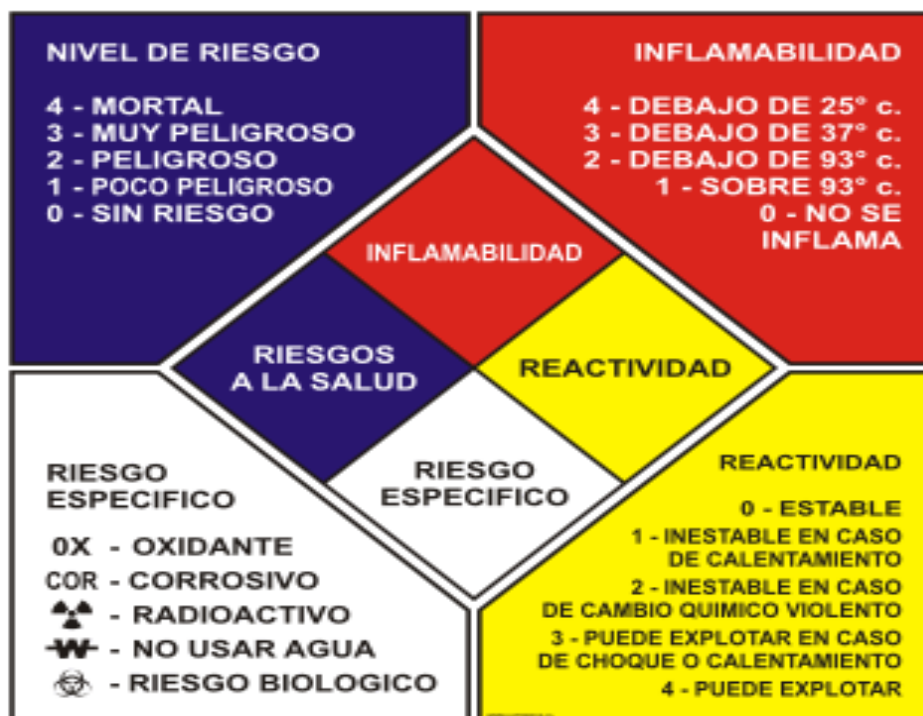 NIVEL DE RIESGO
4 - MORTAL
3 - MUY PELIGROSO
2 - PELIGROSO
1 - POCO PELIGROSO
0 - SIN RIESGO
INFLAMABILIDAD
4 - DEBAJO DE 25° c.
3 - DEBAJO DE 37° c.
2 - DEBAJO DE 93° c.
1 - SOBRE 93° c.
0 - NO SE
INFLAMA
INFLAMABILIDAD
RIESGOS
A LA SALUD
REACTIVIDAD
RIESGO
ESPECIFICO
RIESGO
ESPECIFICO
0X - OXIDANTE
COR - CORROSIVO
- RADIOACTIVO
W - NO USAR AGUA
- RIESGO BIOLOGICO
REACTIVIDAD
0 - ESTABLE
1 - INESTABLE EN CASO
DE CALENTAMIENTO
2 - INESTABLE EN CASO
DE CAMBIO QUIMICO VIOLENTO
3 - PUEDE EXPLOTAR EN CASO
DE CHOQUE O CALENTAMIENTO
4 - PUEDE EXPLOTAR